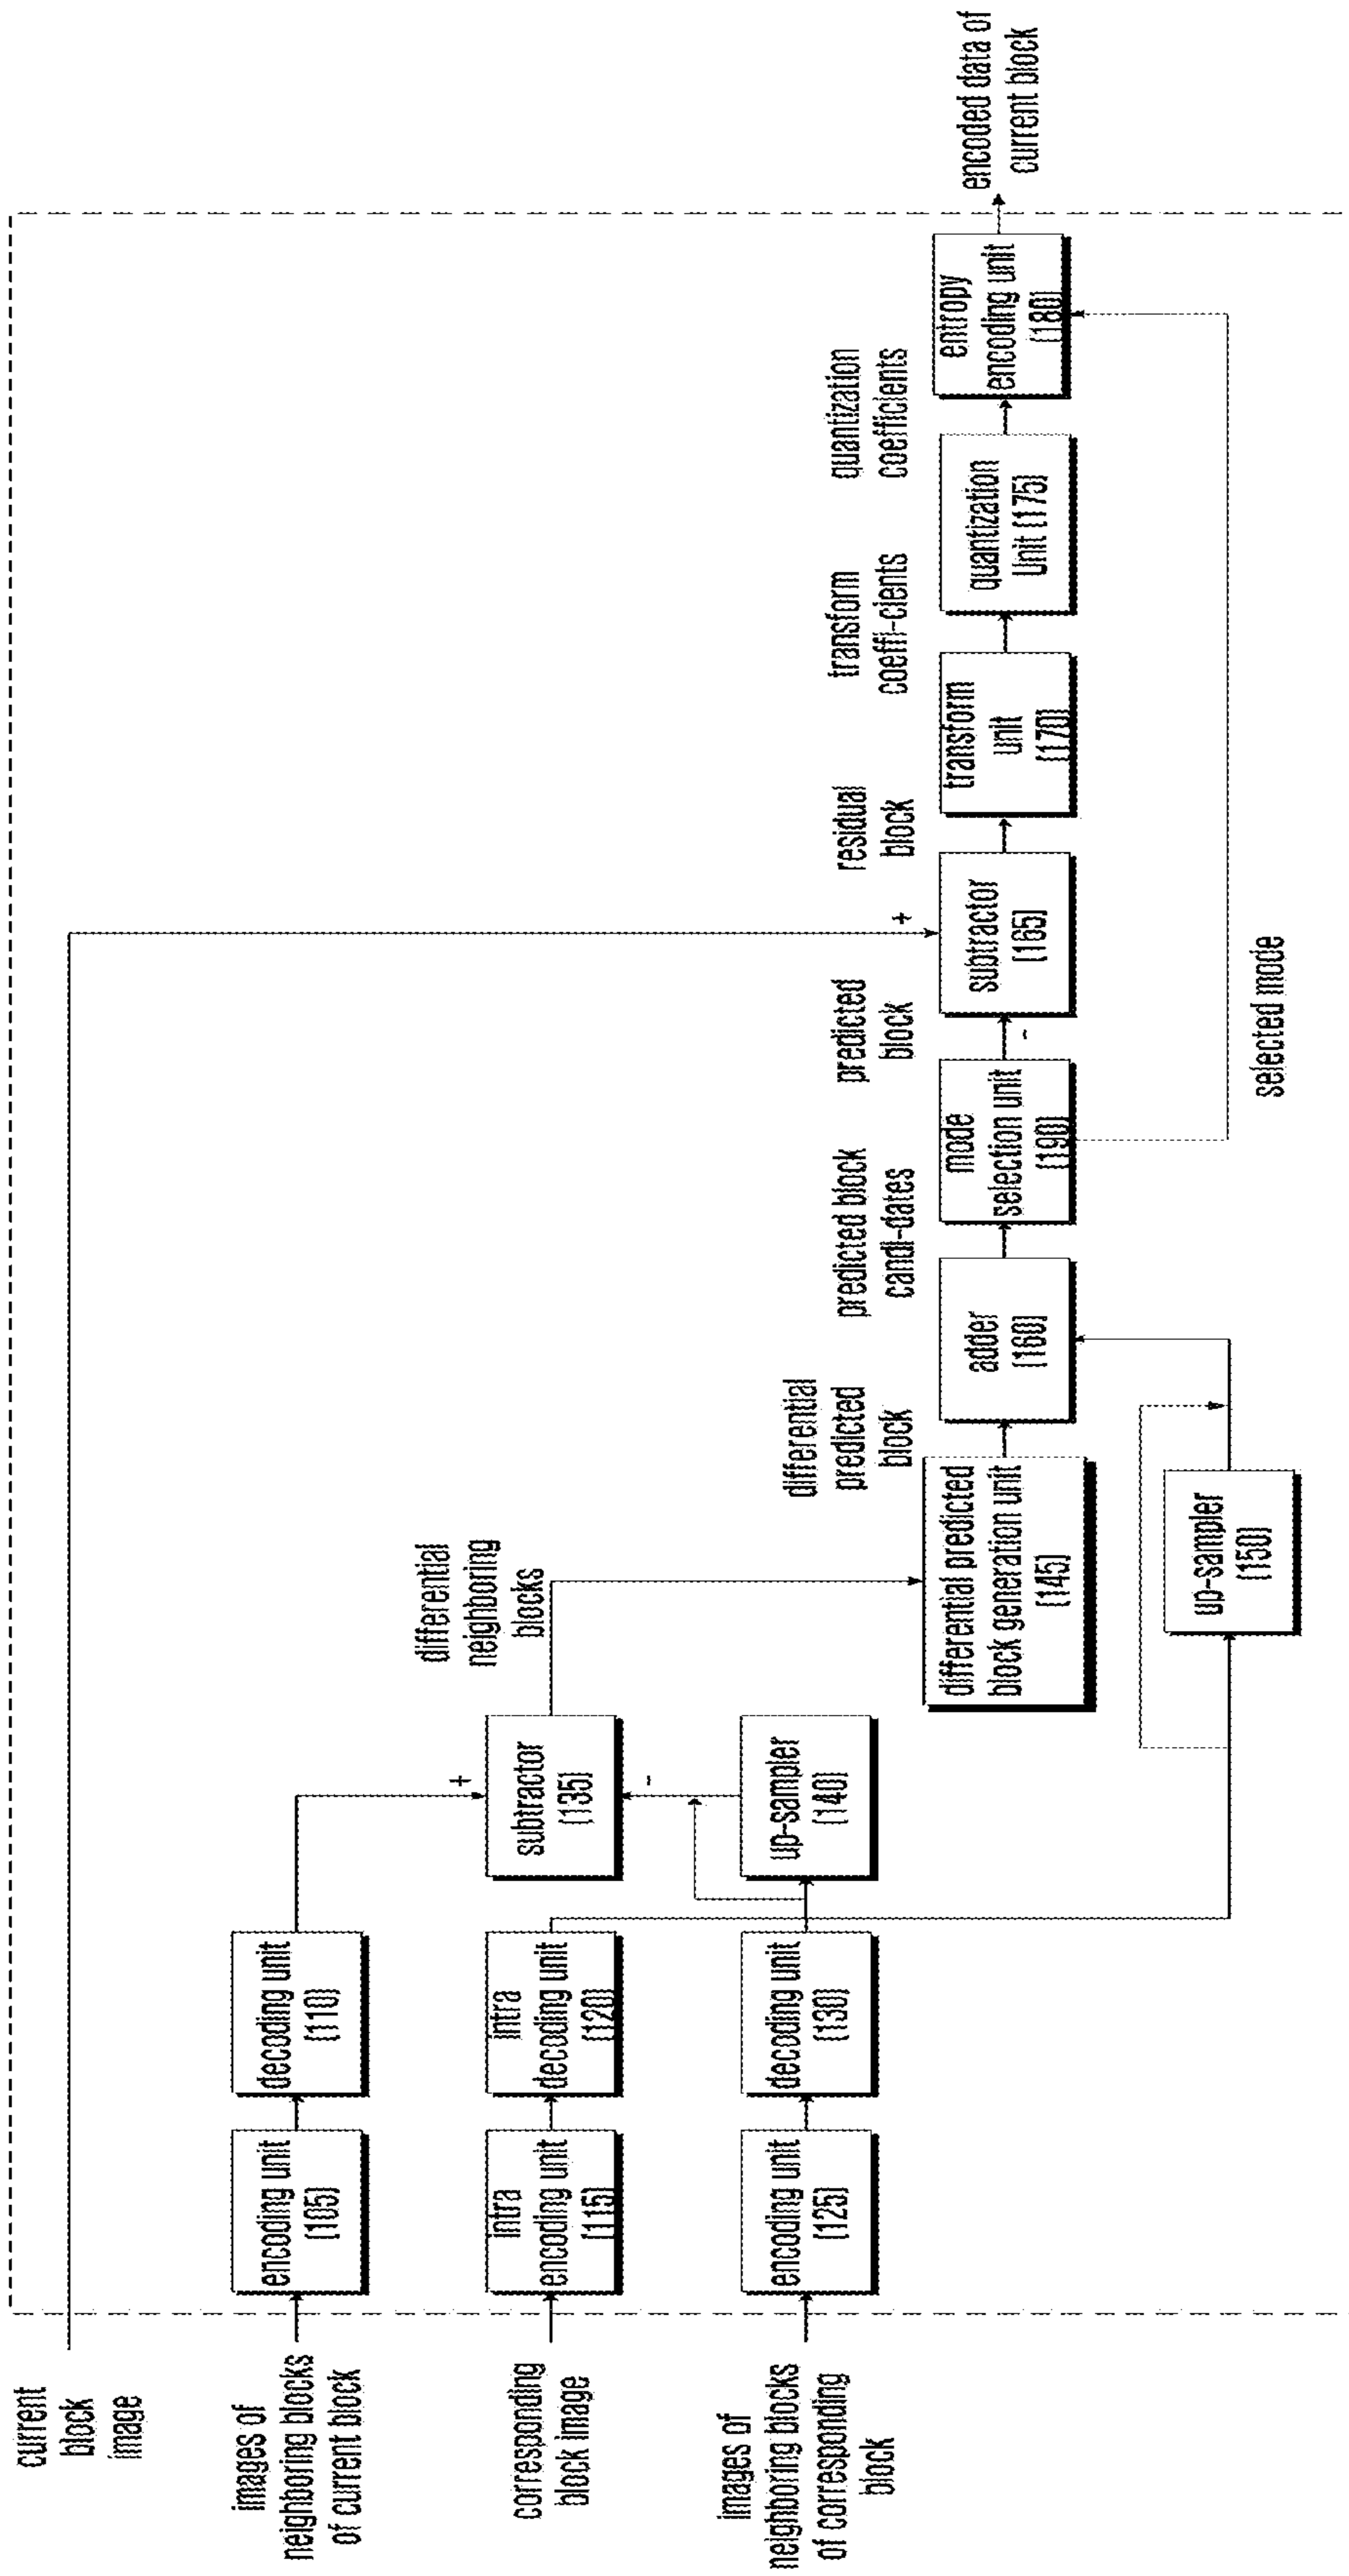 current
block
image
images of
neighboring blocks
of current block
corresponding
block image
images of
neighboring blocks
of corresponding
block
encoding unit
(105)
decoding unit
(110)
intra
encoding unit
(115)
intra
decoding unit
(120)
encoding unit
(125)
decoding unit
(130)
+
subtractor
(135)
-
up-sampler
(140)
differential
neighboring
blocks
differential predicted
block generation unit
(145)
up-sampler
(150)
differential
predicted
block
adder
(160)
predicted block
candi-dates
mode
selection unit
(190)
predicted
block
-
+
subtractor
(165)
residual
block
transform
unit
(170)
transform
coeffi-cients
quantization
Unit (175)
quantization
coefficients
entropy
encoding unit
(180)
selected mode
encoded data of
current block